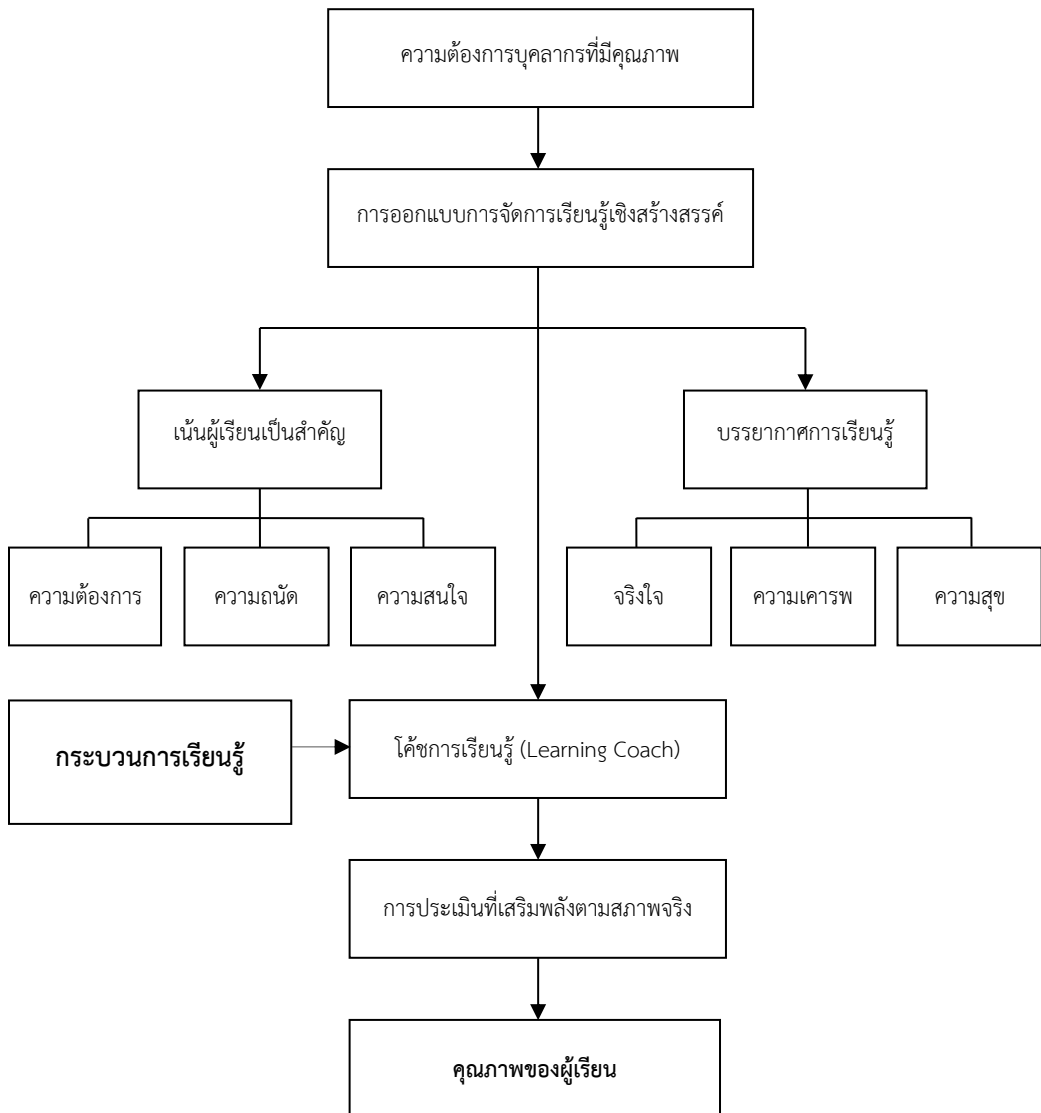 ความต้องการบุคลากรที่มีคุณภาพ
การออกแบบการจัดการเรียนรู้เชิงสร้างสรรค์
เน้นผู้เรียนเป็นสำคัญ
บรรยากาศการเรียนรู้
ความต้องการ
ความถนัด
ความสนใจ
จริงใจ
ความเคารพ
ความสุข
กระบวนการเรียนรู้
โค้ชการเรียนรู้ (Learning Coach)
การประเมินที่เสริมพลังตามสภาพจริง
คุณภาพของผู้เรียน